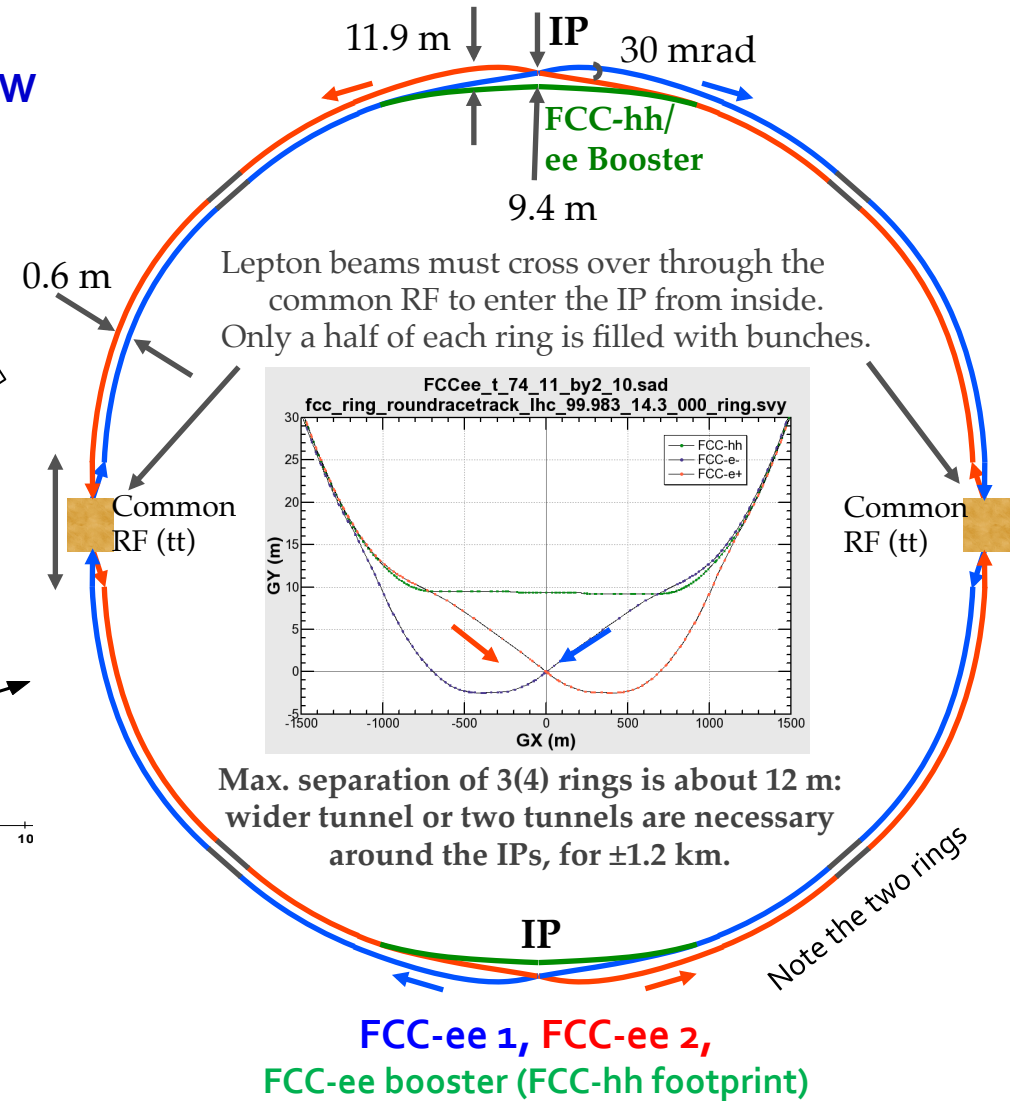 11.9 m
IP
30 mrad
W
FCC-hh/
ee Booster
9.4 m
0.6 m
Lepton beams must cross over through the
common RF to enter the IP from inside.
Only a half of each ring is filled with bunches.
FCCee_t_74_11_by2_10.sad
fcc_ring_roundracetrack_lhc_99.983_14.3_000_ring.svy
30
25
20
15
10
5
0
-5
GY (m)
FCC-hh
FCC-e-
FCC-e+
-1500 -1000 -500 0 500 1000 1500
GX (m)
Common
RF (tt)
Common
RF (tt)
Max. separation of 3(4) rings is about 12 m:
wider tunnel or two tunnels are necessary
around the IPs, for ±1.2 km.
10
Note the two rings
IP
FCC-ee 1, FCC-ee 2,
FCC-ee booster (FCC-hh footprint)